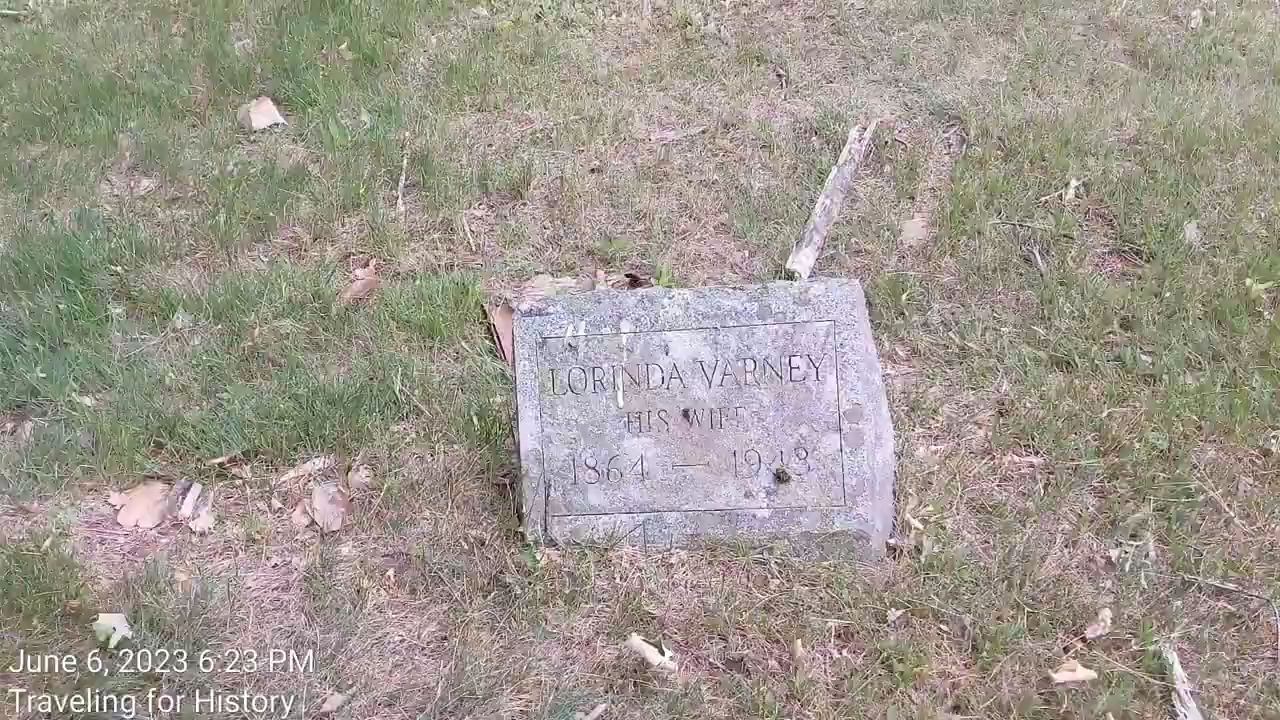 LORINDA VARNEY
HIS WIFE
1864 — 1943
June 6, 2023 6:23 PM
Traveling for History